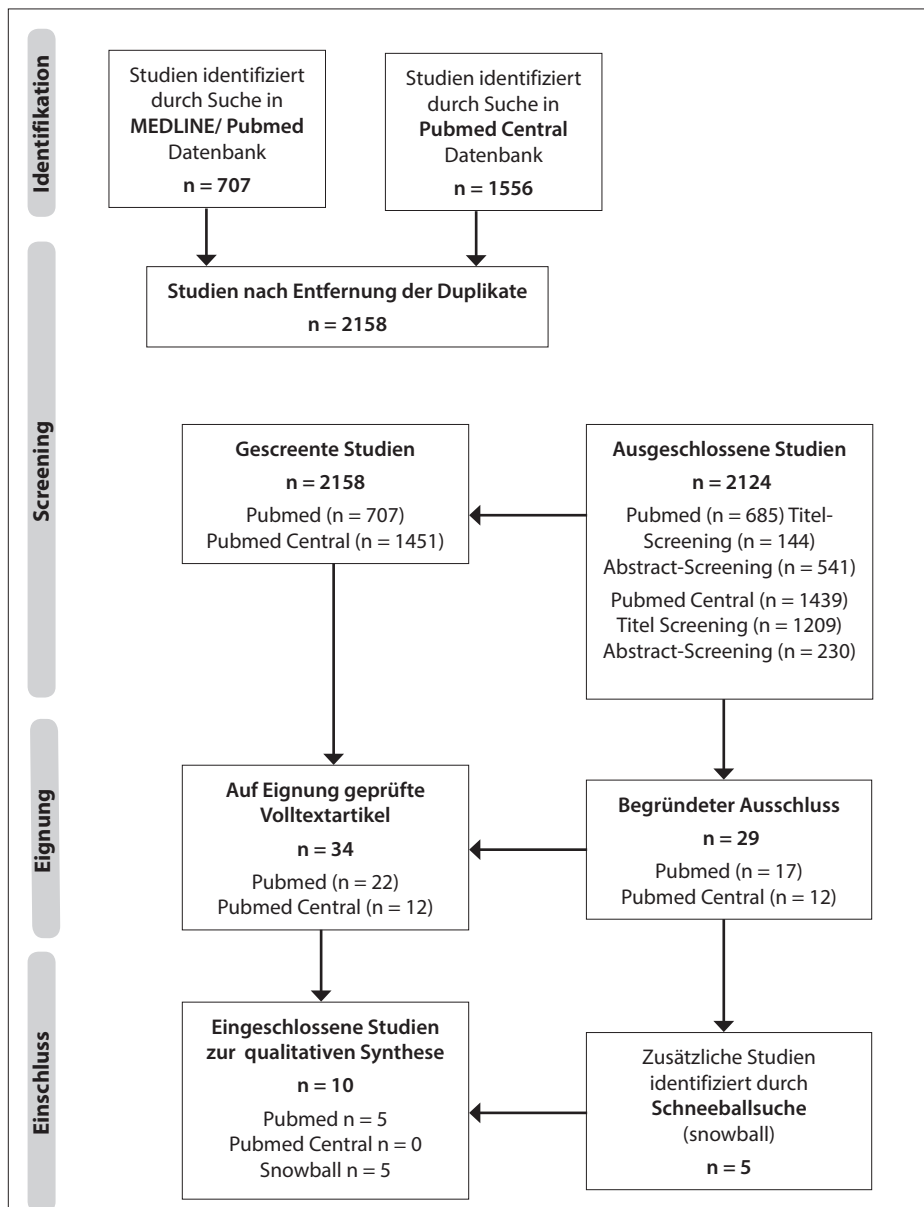 Identifikation
Studien identifiziert
durch Suche in
MEDLINE/ Pubmed
Datenbank
n = 707
Studien identifiziert
durch Suche in
Pubmed Central
Datenbank
n = 1556
Screening
Studien nach Entfernung der Duplikate
n = 2158
Gescreente Studien
n = 2158
Pubmed (n = 707)
Pubmed Central (n = 1451)
Ausgeschlossene Studien
n = 2124
Pubmed (n = 685) Titel-
Screening (n = 144)
Abstract-Screening (n = 541)
Pubmed Central (n = 1439)
Titel Screening (n = 1209)
Abstract-Screening (n = 230)
Eignung
Auf Eignung geprüfte
Volltextartikel
n = 34
Pubmed (n = 22)
Pubmed Central (n = 12)
Begründeter Ausschluss
n = 29
Pubmed (n = 17)
Pubmed Central (n = 12)
Einschluss
Eingeschlossene Studien
zur qualitativen Synthese
n = 10
Pubmed n = 5
Pubmed Central n = 0
Snowball n = 5
Zusätzliche Studien
identifiziert durch
Schneeballsuche
(snowball)
n = 5